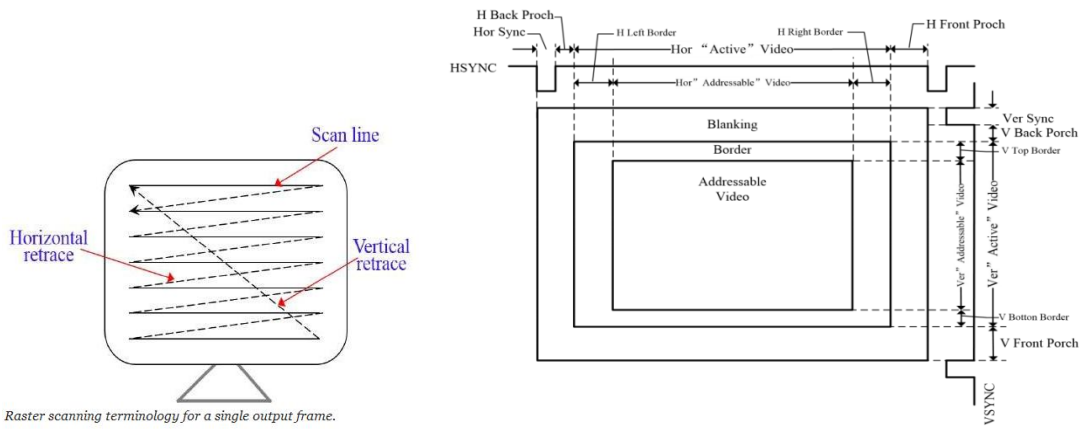 Scan line
Horizontal
retrace
Vertical
retrace
Raster scanning terminology for a single output frame.
H Back Proch
Hor Sync
H Left Border
H Right Border
H Front Proch
Hor “Active” Video
HSYNC
Hor” Addressable” Video
Blanking
Border
Addressable
Video
Ver Sync
V Back Porch
V Top Border
Ver” Addressable” Video
Ver” Active” Video
V Botton Border
V Front Porch
VSYNC